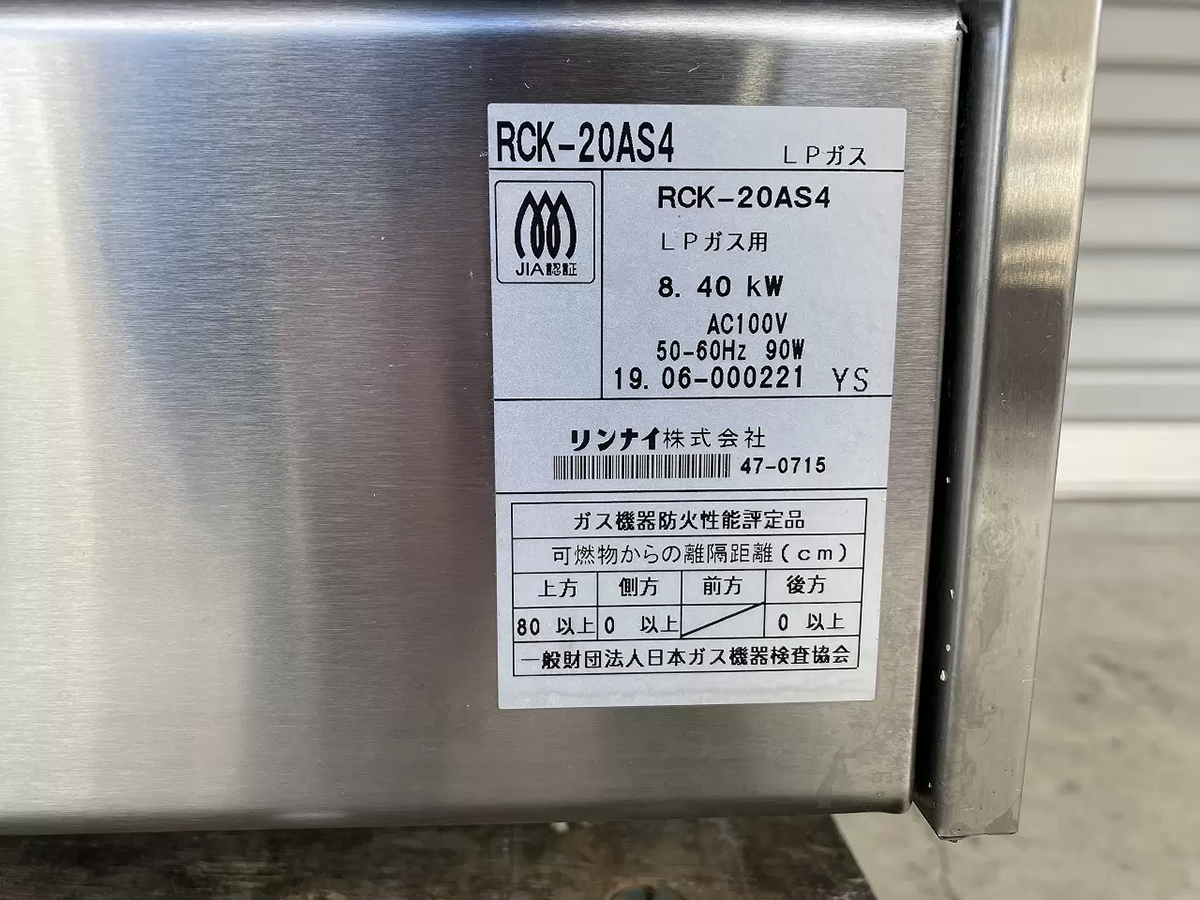 RCK-20AS4 LPガス
JIA認証
RCK-20AS4
LPガス用
8.40 kW
AC100V
50-60Hz 90W
19.06-000221 YS
リンナイ株式会社
47-0715
ガス機器防火性能評定品
可燃物からの離隔距離(cm)
上方 側方 前方 後方
80 以上 0 以上 0 以上
一般財団法人日本ガス機器検査協会